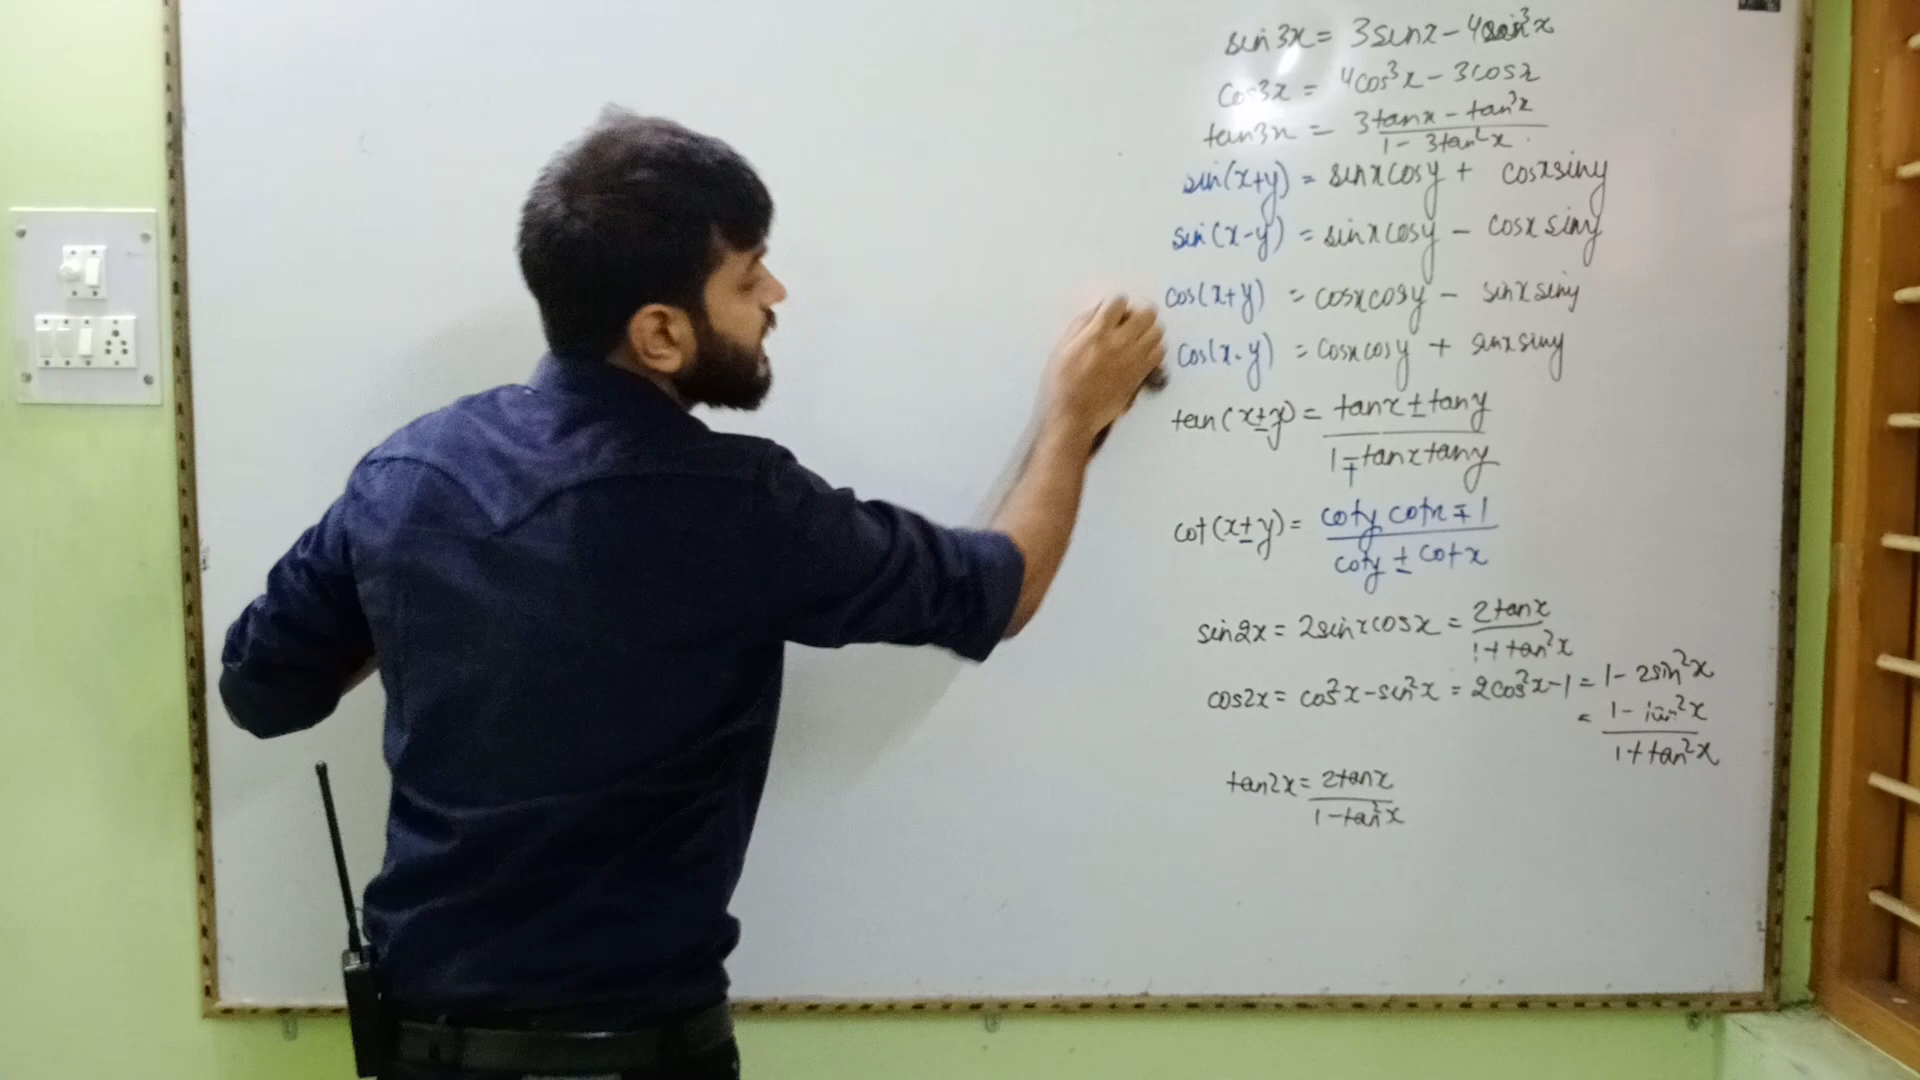 sin3x = 3sinx - 4sin³x
cos3x = 4cos³x - 3cosx
tan3x = 3tanx - tan³x / 1 - 3tan²x
sin(x+y) = sinxcosy + cosxsiny
sin(x-y) = sinxcosy - cosxsiny
cos(x+y) = cosxcosy - sinxsiny
cos(x-y) = cosxcosy + sinxsiny
tan(x±y) = tanx±tany / 1∓tanxtany
cot(x±y) = coty cotx ∓ 1 / coty ± cotx
sin2x = 2sinxcosx = 2tanx / 1+tan²x
cos2x = cos²x-sin²x = 2cos²x-1 = 1-2sin²x
= 1-tan²x / 1+tan²x
tan2x = 2tanx / 1-tan²x